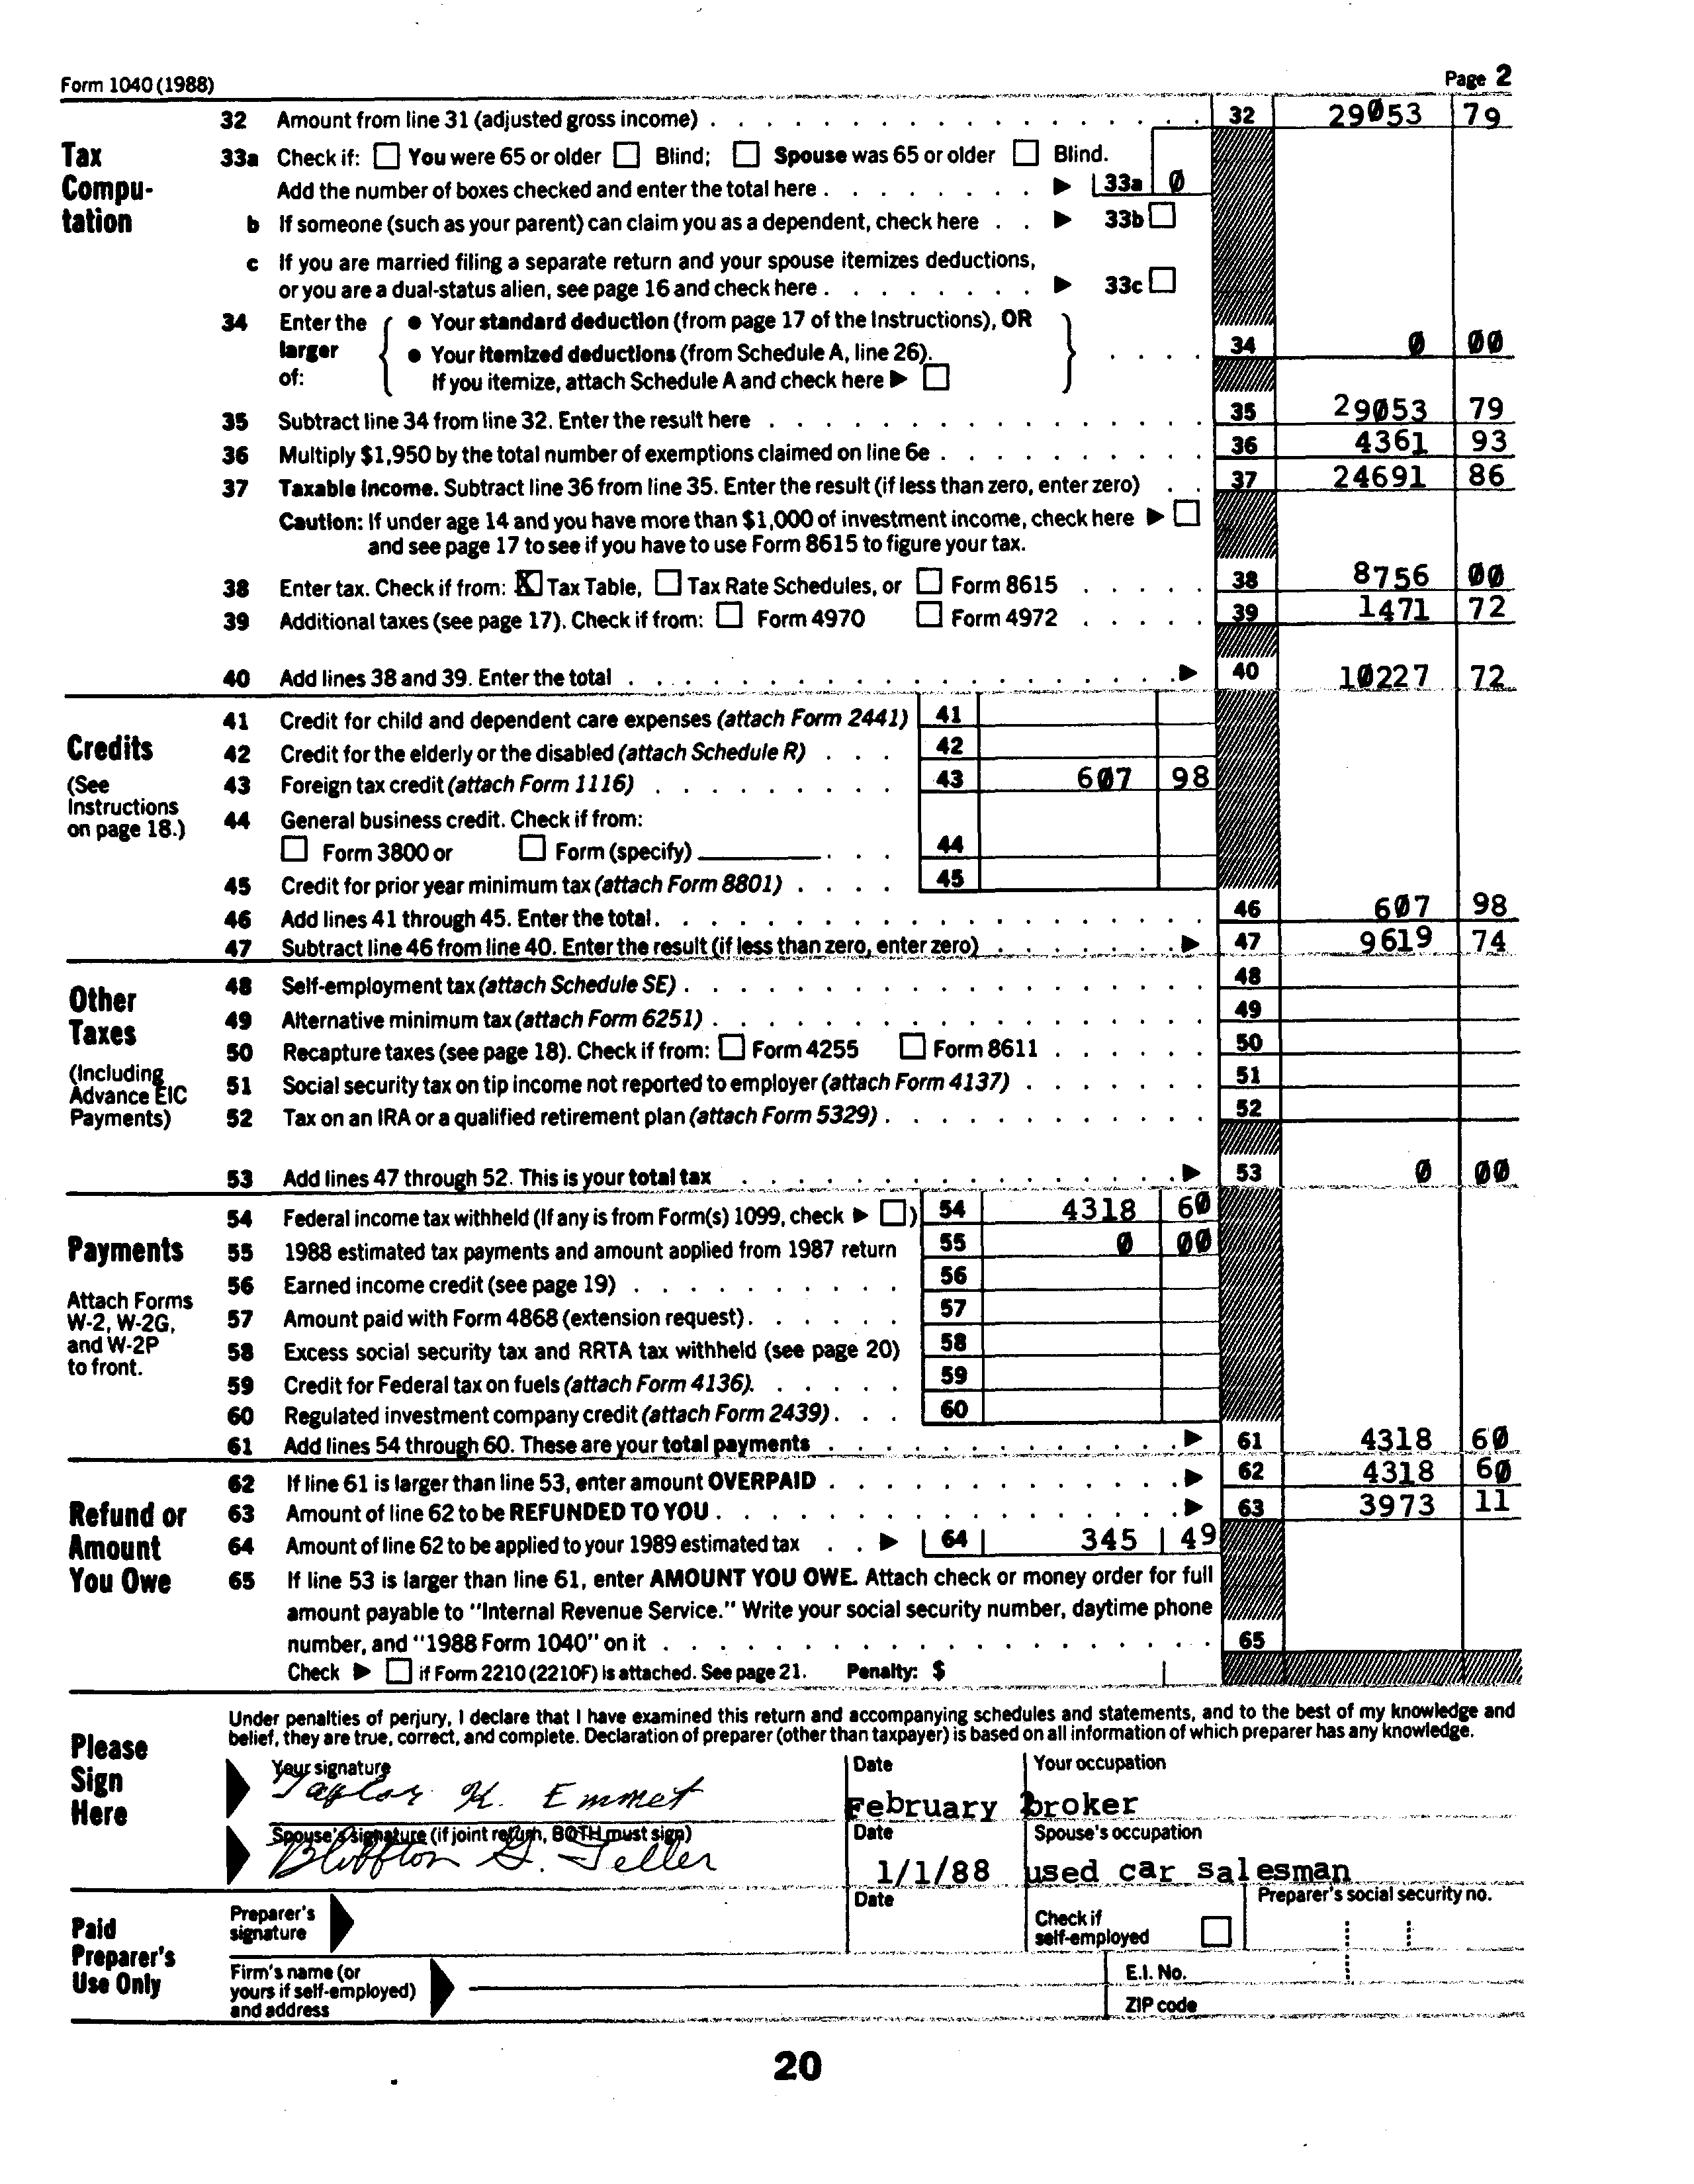 Form 1040 (1988) Page 2
32 Amount from line 31 (adjusted gross income) 32 29053 79
Tax Compu-tation
33a Check if: You were 65 or older Blind; Spouse was 65 or older Blind.
Add the number of boxes checked and enter the total here 33a 0
b If someone (such as your parent) can claim you as a dependent, check here 33b
c If you are married filing a separate return and your spouse itemizes deductions,
or you are a dual-status alien, see page 16 and check here 33c
34 Enter the larger of:
• Your standard deduction (from page 17 of the Instructions), OR
• Your itemized deductions (from Schedule A, line 26). 34 0 00
If you itemize, attach Schedule A and check here
35 Subtract line 34 from line 32. Enter the result here 35 29053 79
36 Multiply $1,950 by the total number of exemptions claimed on line 6e 36 4361 93
37 Taxable income. Subtract line 36 from line 35. Enter the result (if less than zero, enter zero) 37 24691 86
Caution: If under age 14 and you have more than $1,000 of investment income, check here
and see page 17 to see if you have to use Form 8615 to figure your tax.
38 Enter tax. Check if from: X Tax Table, Tax Rate Schedules, or Form 8615 38 8756 00
39 Additional taxes (see page 17). Check if from: Form 4970 Form 4972 39 1471 72
40 Add lines 38 and 39. Enter the total 40 10227 72
Credits
(See Instructions on page 18.)
41 Credit for child and dependent care expenses (attach Form 2441) 41
42 Credit for the elderly or the disabled (attach Schedule R) 42
43 Foreign tax credit (attach Form 1116) 43 607 98
44 General business credit. Check if from:
Form 3800 or Form (specify) 44
45 Credit for prior year minimum tax (attach Form 8801) 45
46 Add lines 41 through 45. Enter the total. 46 607 98
47 Subtract line 46 from line 40. Enter the result (if less than zero, enter zero) 47 9619 74
Other Taxes
(Including Advance EIC Payments)
48 Self-employment tax (attach Schedule SE) 48
49 Alternative minimum tax (attach Form 6251) 49
50 Recapture taxes (see page 18). Check if from: Form 4255 Form 8611 50
51 Social security tax on tip income not reported to employer (attach Form 4137) 51
52 Tax on an IRA or a qualified retirement plan (attach Form 5329) 52
53 Add lines 47 through 52. This is your total tax 53 0 00
Payments
Attach Forms W-2, W-2G, and W-2P to front.
54 Federal income tax withheld (If any is from Form(s) 1099, check ) 54 4318 60
55 1988 estimated tax payments and amount applied from 1987 return 55 0 00
56 Earned income credit (see page 19) 56
57 Amount paid with Form 4868 (extension request) 57
58 Excess social security tax and RRTA tax withheld (see page 20) 58
59 Credit for Federal tax on fuels (attach Form 4136). 59
60 Regulated investment company credit (attach Form 2439) 60
61 Add lines 54 through 60. These are your total payments 61 4318 60
Refund or Amount You Owe
62 If line 61 is larger than line 53, enter amount OVERPAID 62 4318 60
63 Amount of line 62 to be REFUNDED TO YOU 63 3973 11
64 Amount of line 62 to be applied to your 1989 estimated tax 64 345 49
65 If line 53 is larger than line 61, enter AMOUNT YOU OWE. Attach check or money order for full
amount payable to "Internal Revenue Service." Write your social security number, daytime phone
number, and "1988 Form 1040" on it 65
Check if Form 2210 (2210F) is attached. See page 21. Penalty: $
Please Sign Here
Under penalties of perjury, I declare that I have examined this return and accompanying schedules and statements, and to the best of my knowledge and
belief, they are true, correct, and complete. Declaration of preparer (other than taxpayer) is based on all information of which preparer has any knowledge.
Your signature Date Your occupation
Taylor K. Emmet February broker
Spouse's signature (if joint return, BOTH must sign) Date Spouse's occupation
Bluffton G. Teller 1/1/88 used car salesman
Paid Preparer's Use Only
Preparer's signature Date Check if self-employed Preparer's social security no.
Firm's name (or yours if self-employed) and address E.I. No.
ZIP code
20